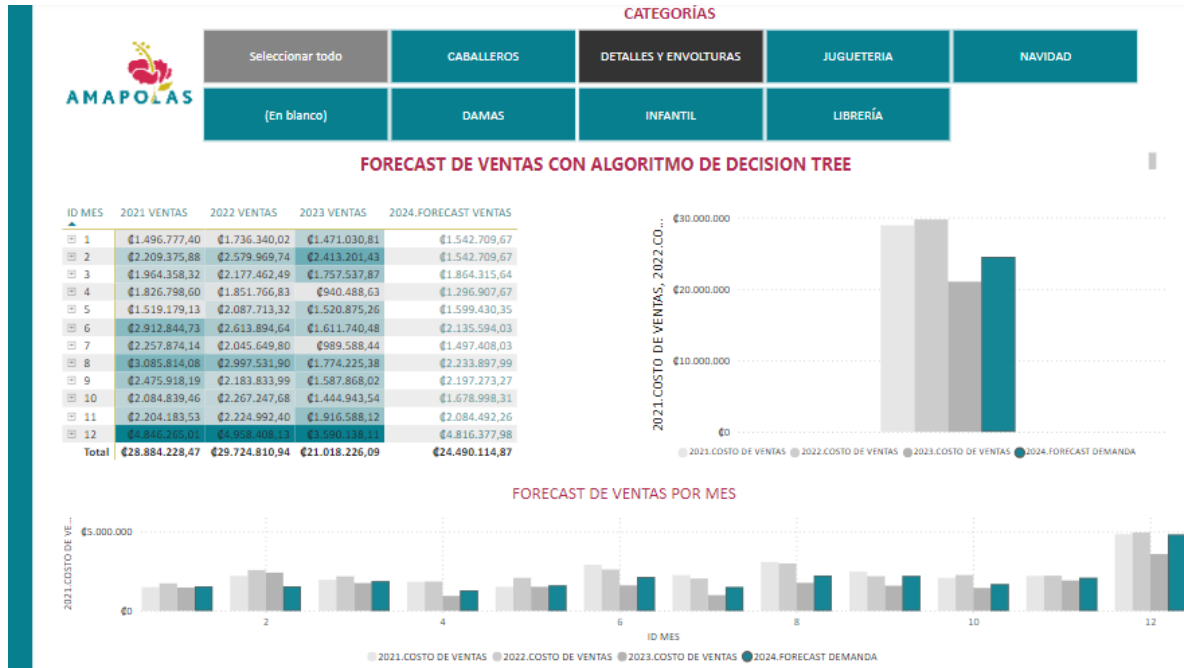 CATEGORÍAS
AMAPOLAS
Seleccionar todo
CABALLEROS
DETALLES Y ENVOLTURAS
JUGUETERIA
NAVIDAD
(En blanco)
DAMAS
INFANTIL
LIBRERÍA
FORECAST DE VENTAS CON ALGORITMO DE DECISION TREE
ID MES 2021 VENTAS 2022 VENTAS 2023 VENTAS 2024.FORECAST VENTAS
1 ₡1.496.777,40 ₡1.736.340,02 ₡1.471.030,81 ₡1.542.709,67
2 ₡2.209.375,88 ₡2.579.969,74 ₡2.413.201,43 ₡1.542.709,67
3 ₡1.964.358,32 ₡2.177.462,49 ₡1.757.537,87 ₡1.864.315,64
4 ₡1.826.798,60 ₡1.851.766,83 ₡940.488,63 ₡1.296.907,67
5 ₡1.519.179,13 ₡2.087.713,32 ₡1.520.875,26 ₡1.599.430,35
6 ₡2.912.844,73 ₡2.613.894,64 ₡1.611.740,48 ₡2.135.594,03
7 ₡2.257.874,14 ₡2.045.649,80 ₡989.588,44 ₡1.497.408,03
8 ₡3.085.814,08 ₡2.997.531,90 ₡1.774.225,38 ₡2.233.897,99
9 ₡2.475.918,19 ₡2.183.833,99 ₡1.587.868,02 ₡2.197.273,27
10 ₡2.084.839,46 ₡2.267.247,68 ₡1.444.943,54 ₡1.678.998,31
11 ₡2.204.183,53 ₡2.224.992,40 ₡1.916.588,12 ₡2.084.492,26
12 ₡4.846.265,01 ₡4.958.408,13 ₡3.590.138,11 ₡4.816.377,98
Total ₡28.884.228,47 ₡29.724.810,94 ₡21.018.226,09 ₡24.490.114,87
2021.COSTO DE VENTAS, 2022.CO...
₡30.000.000
₡20.000.000
₡10.000.000
₡0
2021.COSTO DE VENTAS 2022.COSTO DE VENTAS 2023.COSTO DE VENTAS 2024.FORECAST DEMANDA
FORECAST DE VENTAS POR MES
2021.COSTO DE VE...
₡5.000.000
₡0
2 4 6 8 10 12
ID MES
2021.COSTO DE VENTAS 2022.COSTO DE VENTAS 2023.COSTO DE VENTAS 2024.FORECAST DEMANDA